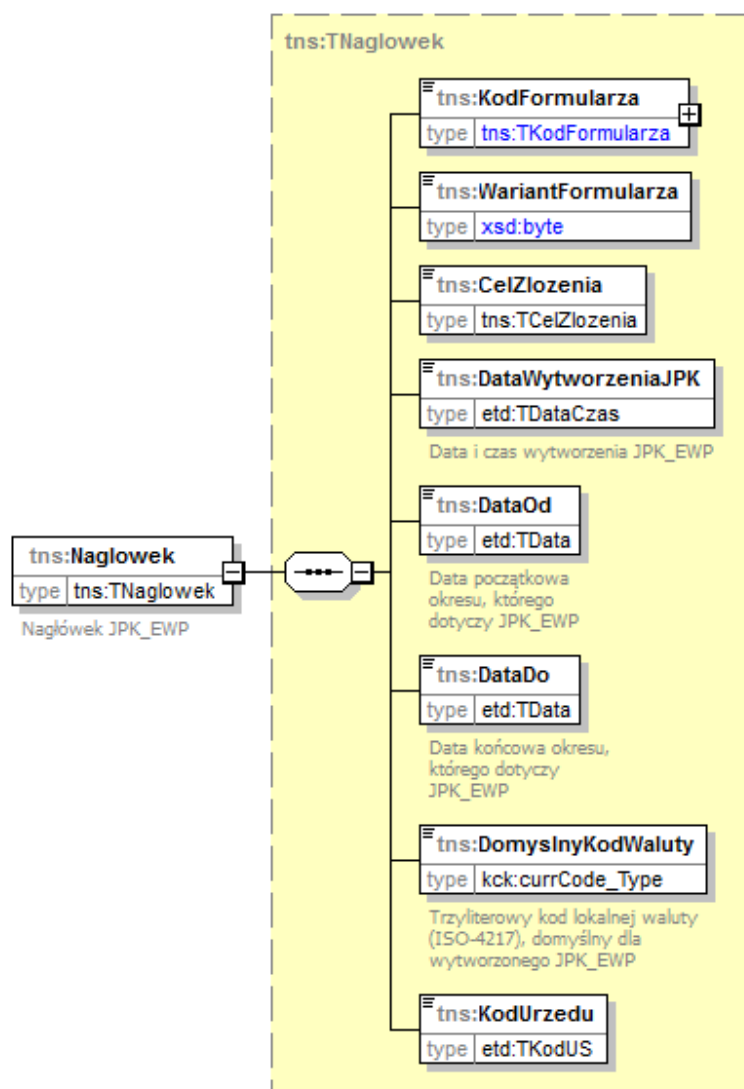 tns:TNaglowek
tns:KodFormularza
type tns:TKodFormularza
tns:WariantFormularza
type xsd:byte
tns:CelZlozenia
type tns:TCelZlozenia
tns:DataWytworzeniaJPK
type etd:TDataCzas
Data i czas wytworzenia JPK_EWP
tns:DataOd
type etd:TData
Data początkowa
okresu, którego
dotyczy JPK_EWP
tns:Naglowek
type tns:TNaglowek
Nagłówek JPK_EWP
tns:DataDo
type etd:TData
Data końcowa okresu,
którego dotyczy
JPK_EWP
tns:DomyslnyKodWaluty
type kck:currCode_Type
Trzyliterowy kod lokalnej waluty
(ISO-4217), domyślny dla
wytworzonego JPK_EWP
tns:KodUrzedu
type etd:TKodUS